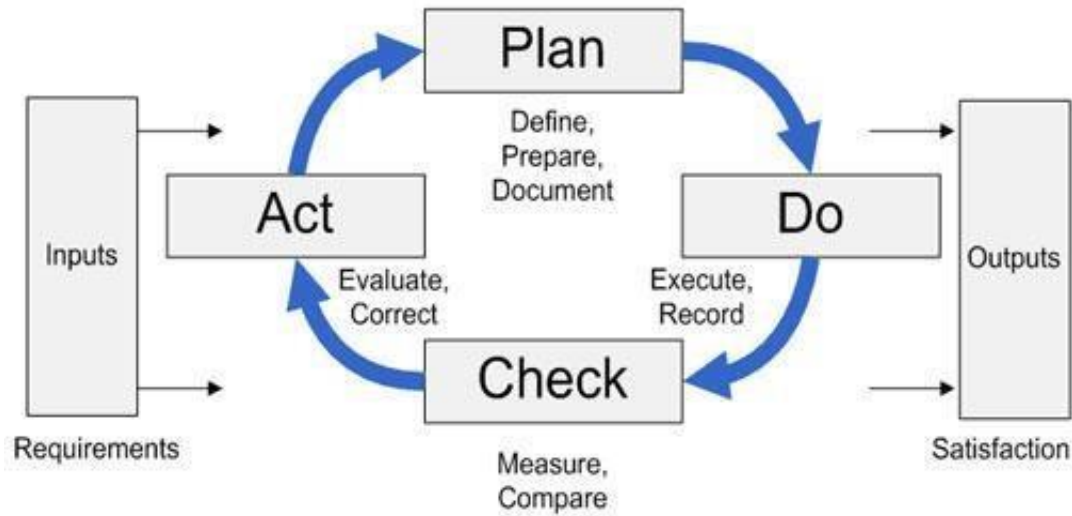 Plan
Define,
Prepare,
Document
Inputs
Act
Do
Outputs
Evaluate,
Correct
Execute,
Record
Check
Requirements
Satisfaction
Measure,
Compare